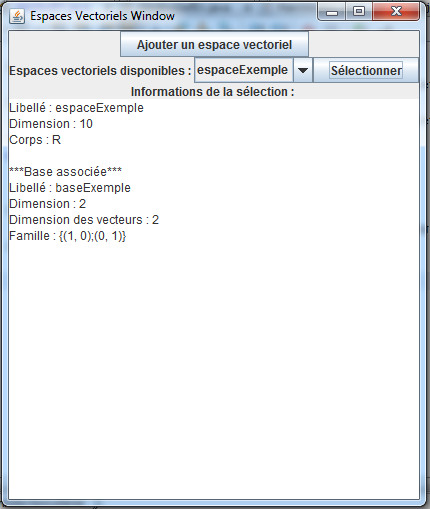 Espaces Vectoriels Window
Ajouter un espace vectoriel
Espaces vectoriels disponibles : espaceExemple Sélectionner
Informations de la sélection :
Libellé : espaceExemple
Dimension : 10
Corps : R
***Base associée***
Libellé : baseExemple
Dimension : 2
Dimension des vecteurs : 2
Famille : {(1, 0);(0, 1)}